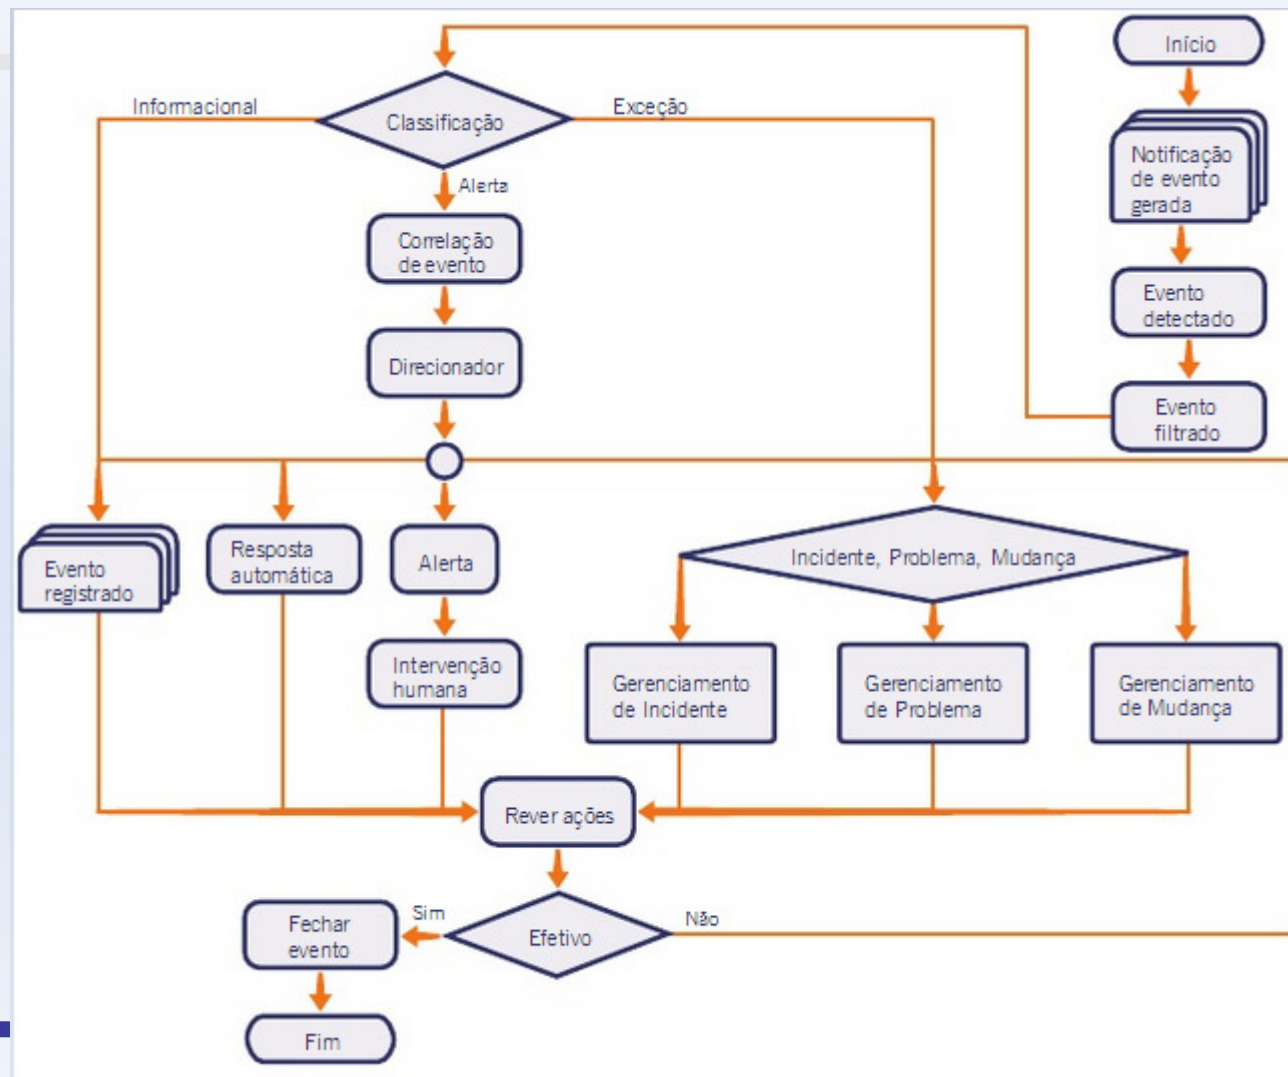 Início
Notificação
de evento
gerada
Evento
detectado
Evento
filtrado
Classificação
Informacional
Exceção
Alerta
Correlação
de evento
Direcionador
Evento
registrado
Resposta
automática
Alerta
Intervenção
humana
Incidente, Problema, Mudança
Gerenciamento
de Incidente
Gerenciamento
de Problema
Gerenciamento
de Mudança
Rever ações
Efetivo
Sim
Não
Fechar
evento
Fim